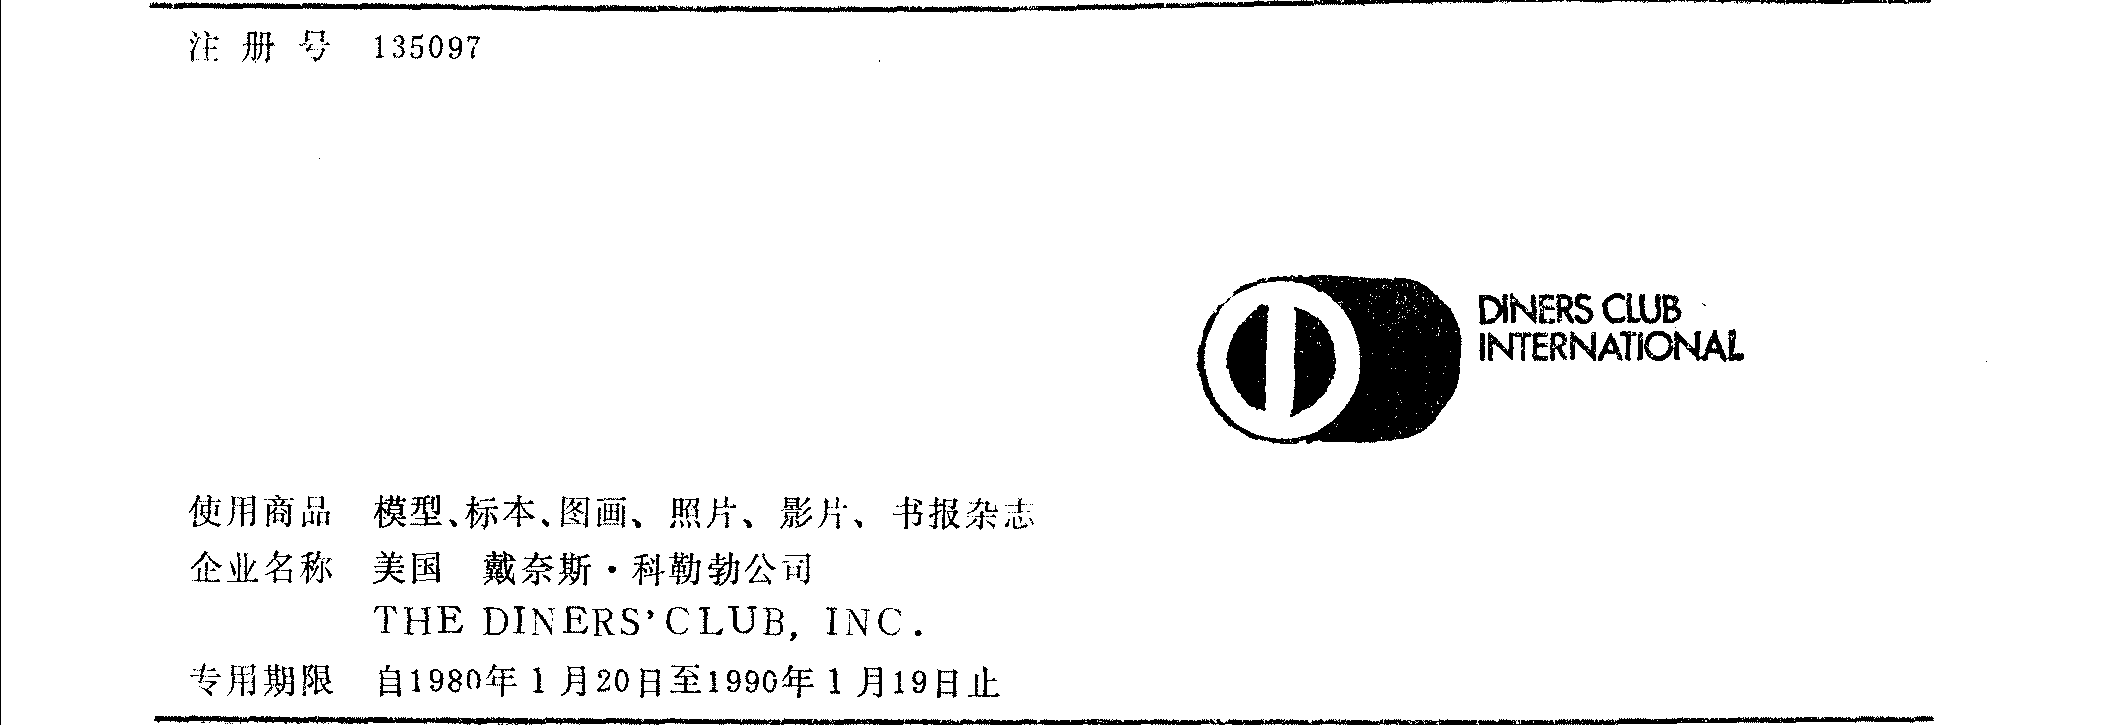 注册号 135097
DINERS CLUB
INTERNATIONAL
使用商品 模型、标本、图画、照片、影片、书报杂志
企业名称 美国 戴奈斯·科勒勃公司
THE DINERS' CLUB, INC.
专用期限 自1980年1月20日至1990年1月19日止